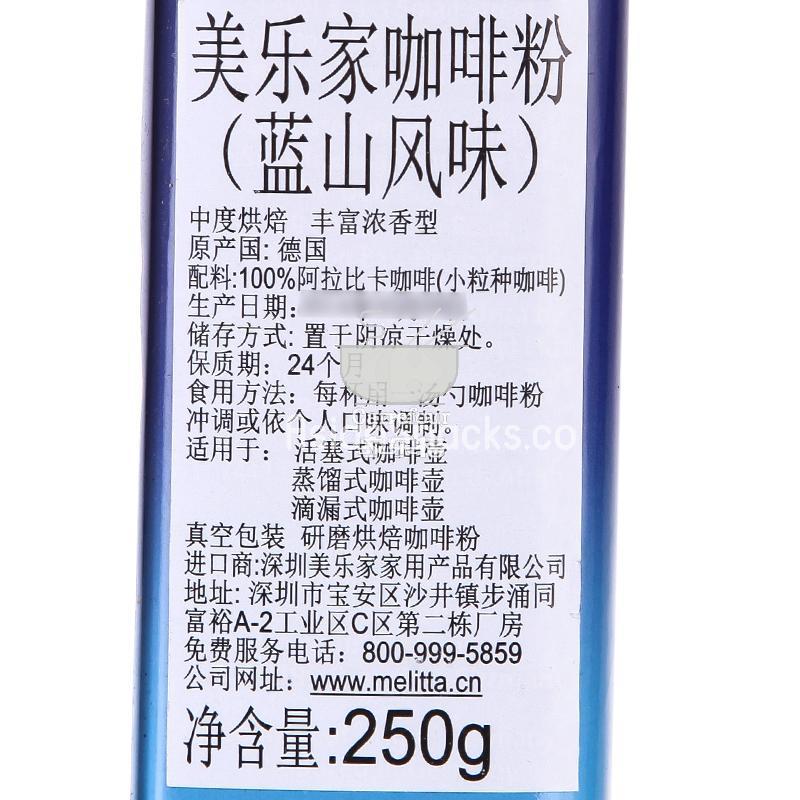 美乐家咖啡粉
（蓝山风味）
中度烘焙 丰富浓香型
原产国: 德国
配料:100%阿拉比卡咖啡(小粒种咖啡)
生产日期:
储存方式: 置于阴凉干燥处。
保质期: 24个月
食用方法: 每杯用一汤勺咖啡粉
冲调或依个人口味调制。
适用于: 活塞式咖啡壶
蒸馏式咖啡壶
滴漏式咖啡壶
真空包装 研磨烘焙咖啡粉
进口商:深圳美乐家家用产品有限公司
地址: 深圳市宝安区沙井镇步涌同
富裕A-2工业区C区第二栋厂房
免费服务电话: 800-999-5859
公司网址: www.melitta.cn
净含量:250g